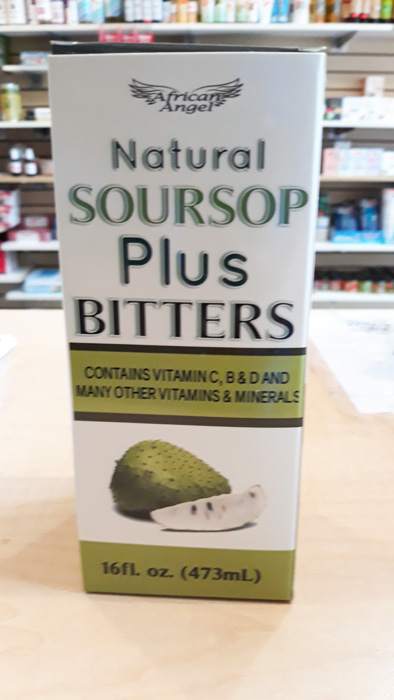 African
Angel
Natural
SOURSOP
Plus
BITTERS
CONTAINS VITAMIN C, B & D AND
MANY OTHER VITAMINS & MINERALS
16fl. oz. (473mL)